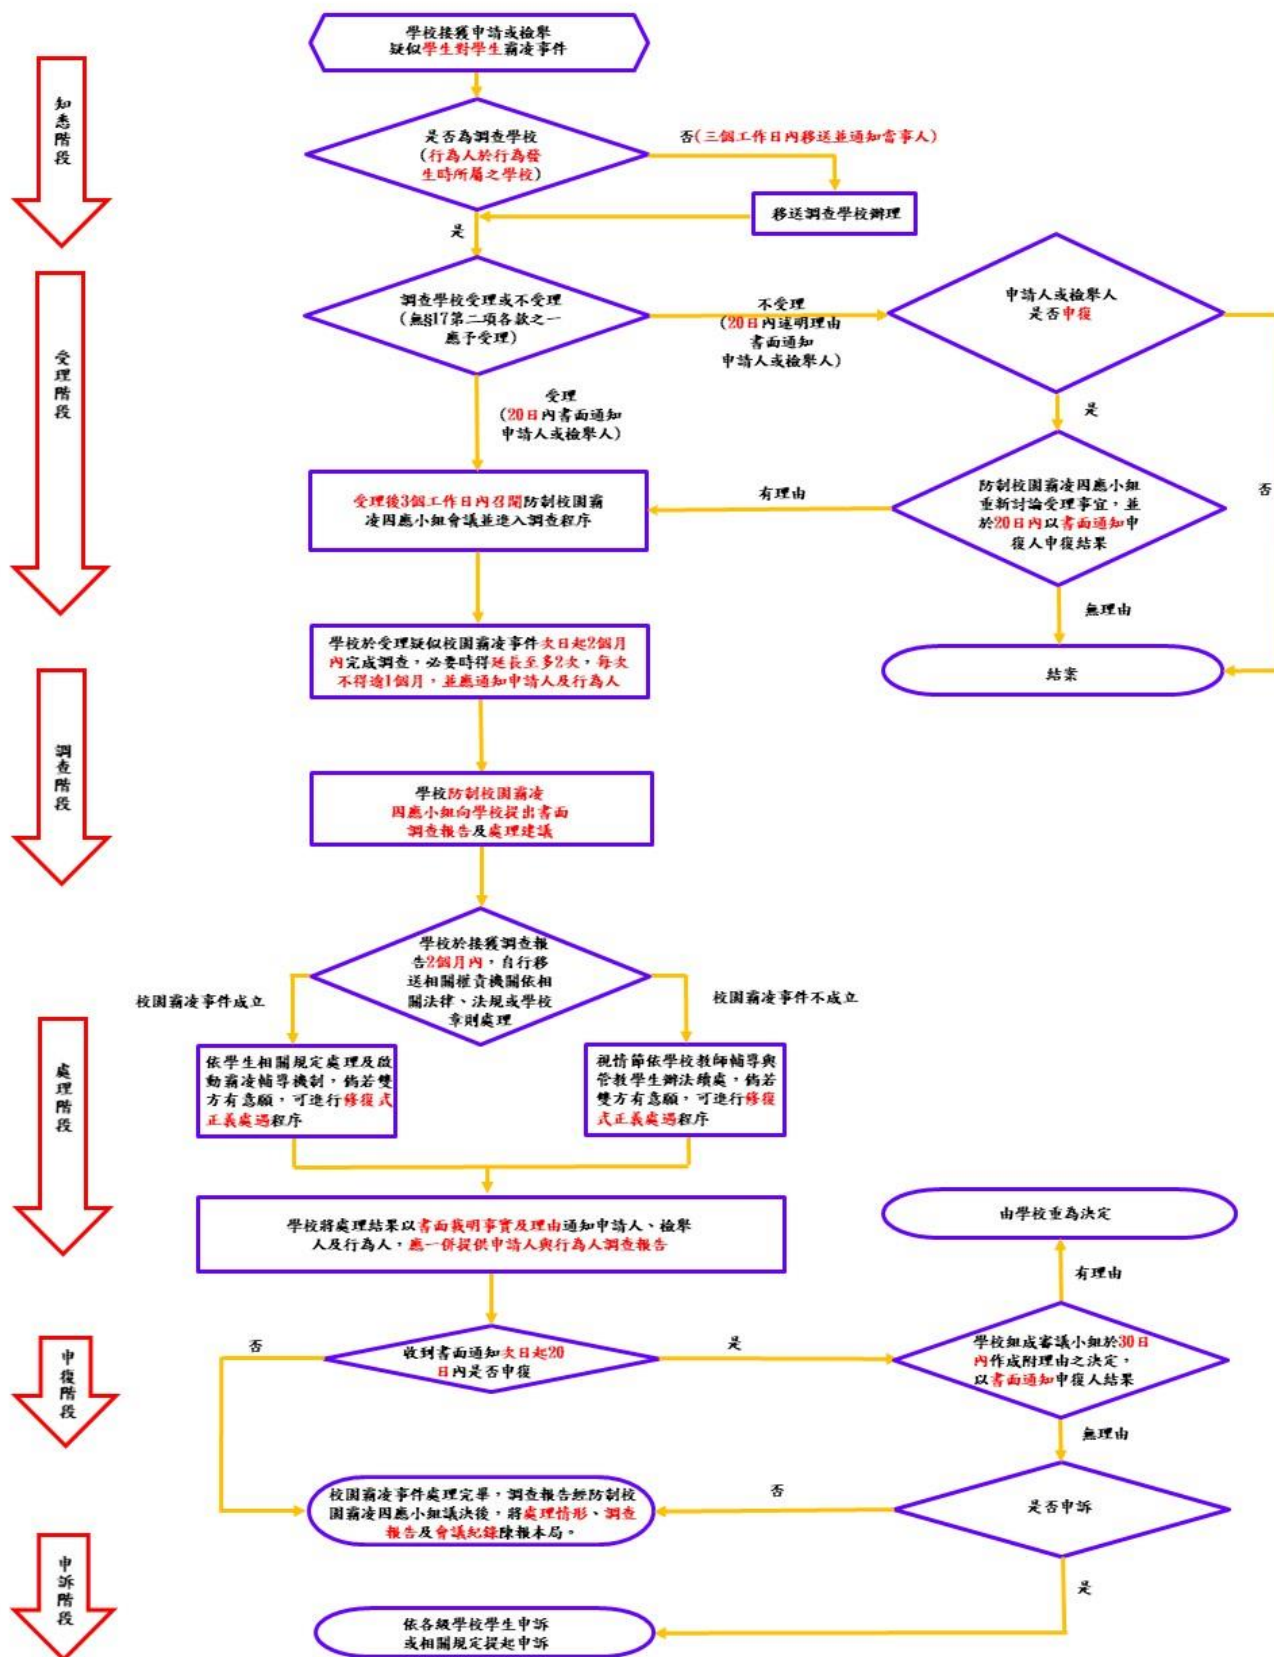 學校接獲申請或檢舉
疑似學生對學生霸凌事件
知悉階段
是否為調查學校
(行為人於行為發
生時所屬之學校)
否(三個工作日內移送並通知當事人)
移送調查學校辦理
是
受理階段
調查學校受理或不受理
(無§17第二項各款之一
應予受理)
不受理
(20日內述明理由
書面通知
申請人或檢舉人)
申請人或檢舉人
是否申復
受理
(20日內書面通知
申請人或檢舉人)
是
否
受理後3個工作日內召開防制校園霸
凌因應小組會議並進入調查程序
有理由
防制校園霸凌因應小組
重新討論受理事宜，並
於20日內以書面通知申
復人申復結果
無理由
結案
調查階段
學校於受理疑似校園霸凌事件次日起2個月
內完成調查，必要時得延長至多2次，每次
不得逾1個月，並應通知申請人及行為人
學校防制校園霸凌
因應小組向學校提出書面
調查報告及處理建議
處理階段
學校於接獲調查報
告2個月內，自行移
送相關權責機關依相
關法律、法規或學校
章則處理
校園霸凌事件成立
校園霸凌事件不成立
依學生相關規定處理及啟
動霸凌輔導機制，倘若雙
方有意願，可進行修復式
正義處遇程序
視情節依學校教師輔導與
管教學生辦法續處，倘若
雙方有意願，可進行修復
式正義處遇程序
學校將處理結果以書面載明事實及理由通知申請人、檢舉
人及行為人，應一併提供申請人與行為人調查報告
由學校重為決定
有理由
申復階段
否
收到書面通知次日起20
日內是否申復
是
學校組成審議小組於30日
內作成附理由之決定，
以書面通知申復人結果
無理由
校園霸凌事件處理完畢，調查報告經防制校
園霸凌因應小組議決後，將處理情形、調查
報告及會議紀錄陳報本局。
否
是否申訴
申訴階段
是
依各級學校學生申訴
或相關規定提起申訴